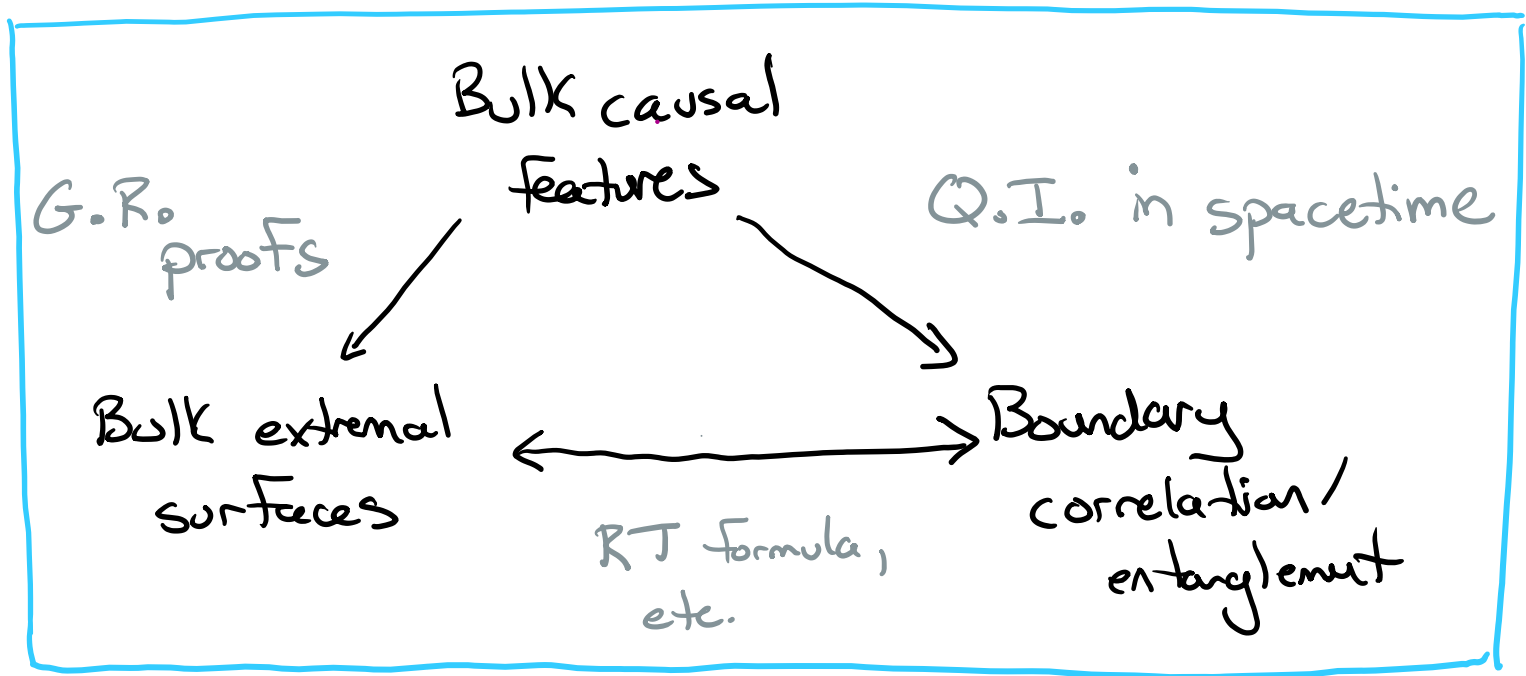 Bulk causal
features
G.R.
proofs
Q.I. in spacetime
Bulk extremal
surfaces
Boundary
correlation/
entanglement
RT formula,
etc.